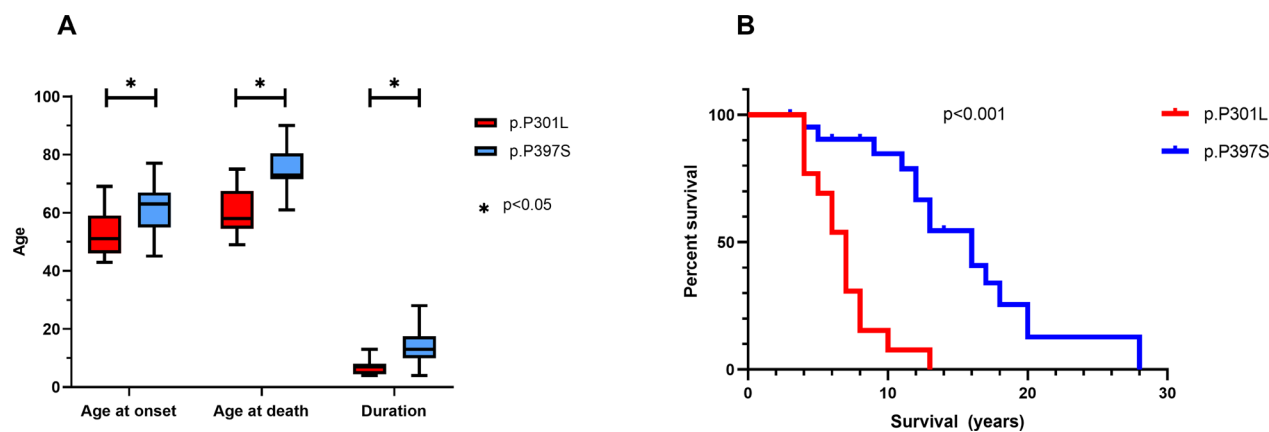 A
Age
100
80
60
40
20
0
* * *
Age at onset Age at death Duration
p.P301L
p.P397S
* p<0.05
B
Percent survival
100
50
0
p<0.001
p.P301L
p.P397S
0 10 20 30
Survival (years)